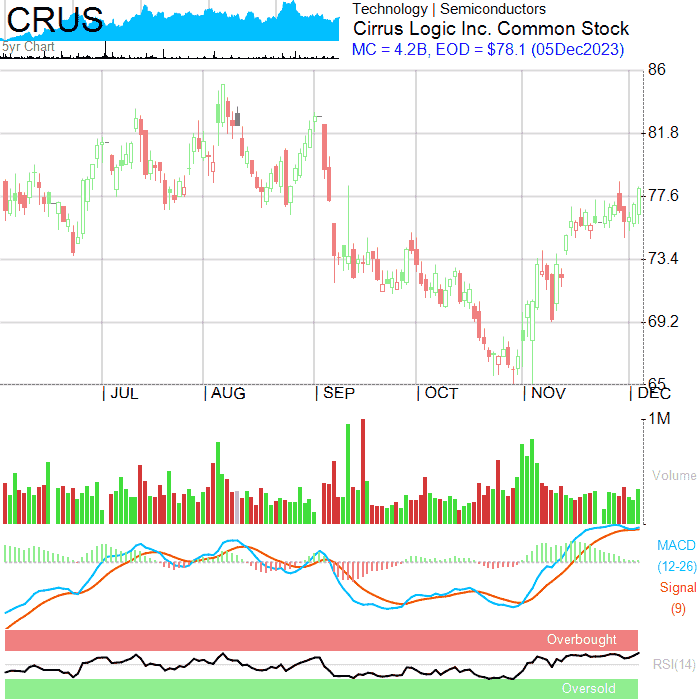 CRUS
Technology | Semiconductors
Cirrus Logic Inc. Common Stock
MC = 4.2B, EOD = $78.1 (05Dec2023)
5yr Chart
86
81.8
77.6
73.4
69.2
65
| JUL | AUG | SEP | OCT | NOV | DEC
1M
Volume
MACD
(12-26)
Signal
(9)
Overbought
RSI(14)
Oversold